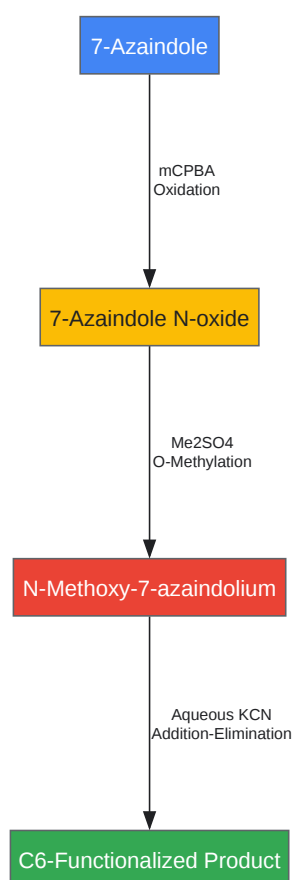 7-Azaindole
mCPBA
Oxidation
7-Azaindole N-oxide
Me2SO4
O-Methylation
N-Methoxy-7-azaindolium
Aqueous KCN
Addition-Elimination
C6-Functionalized Product